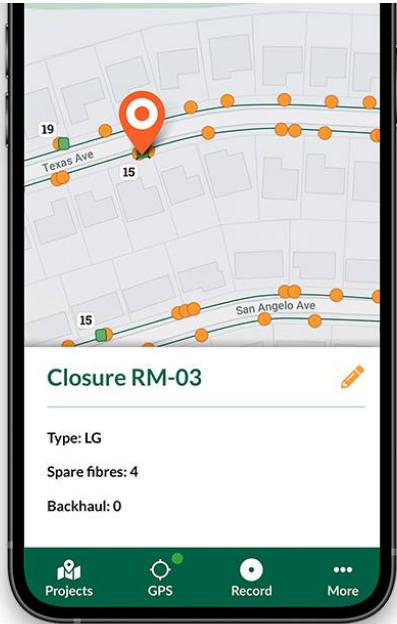 19
Texas Ave
15
15
San Angelo Ave
Closure RM-03
Type: LG
Spare fibres: 4
Backhaul: 0
Projects GPS Record More